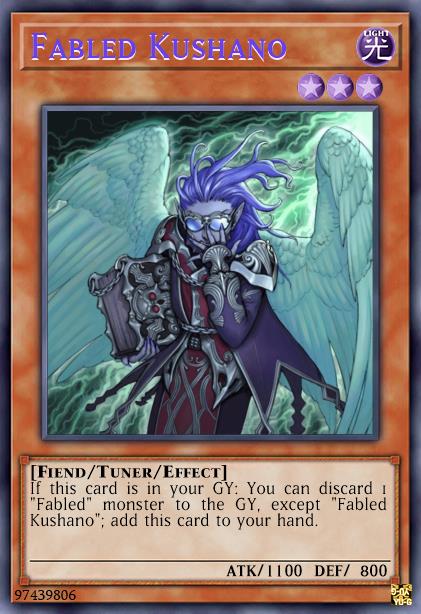 Fabled Kushano
LIGHT
光
[Fiend/Tuner/Effect]
If this card is in your GY: You can discard 1
"Fabled" monster to the GY, except "Fabled
Kushano"; add this card to your hand.
ATK/1100 DEF/ 800
97439806